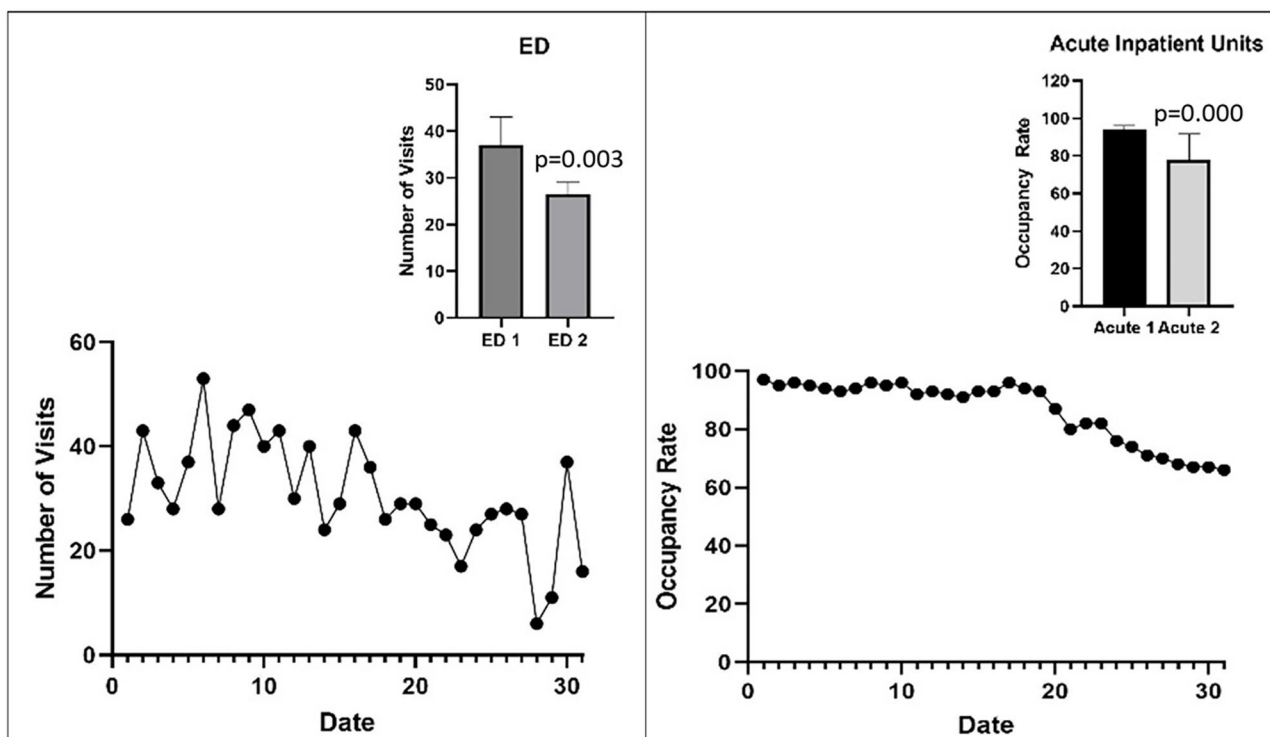 ED
Number of Visits
50
40
30
20
10
0
p=0.003
ED 1 ED 2
60
40
20
0
Number of Visits
0 10 20 30
Date
Acute Inpatient Units
Occupancy Rate
120
100
80
60
40
20
0
p=0.000
Acute 1 Acute 2
100
80
60
40
20
0
Occupancy Rate
0 10 20 30
Date